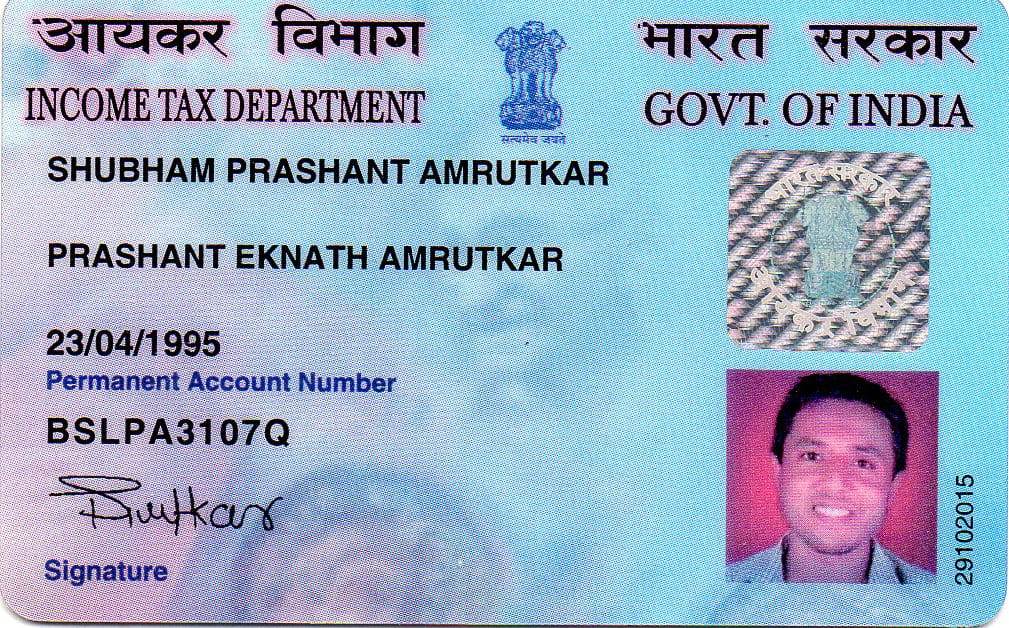 आयकर विभाग
भारत सरकार
INCOME TAX DEPARTMENT
GOVT. OF INDIA
सत्यमेव जयते
SHUBHAM PRASHANT AMRUTKAR
भारत सरकार
आयकर विभाग
PRASHANT EKNATH AMRUTKAR
23/04/1995
Permanent Account Number
BSLPA3107Q
Signature
29102015